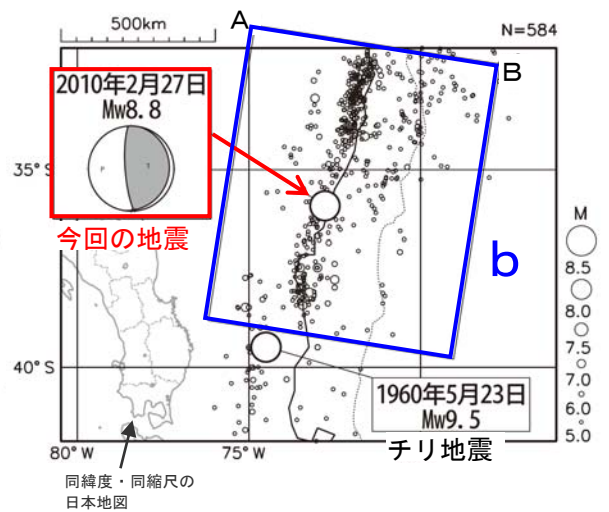 500km
A
N=584
B
2010年2月27日
Mw8.8
P
T
今回の地震
35°S
b
M
8.5
8.0
7.5
7.0
6.0
5.0
40°S
1960年5月23日
Mw9.5
チリ地震
80°W
75°W
同緯度・同縮尺の
日本地図